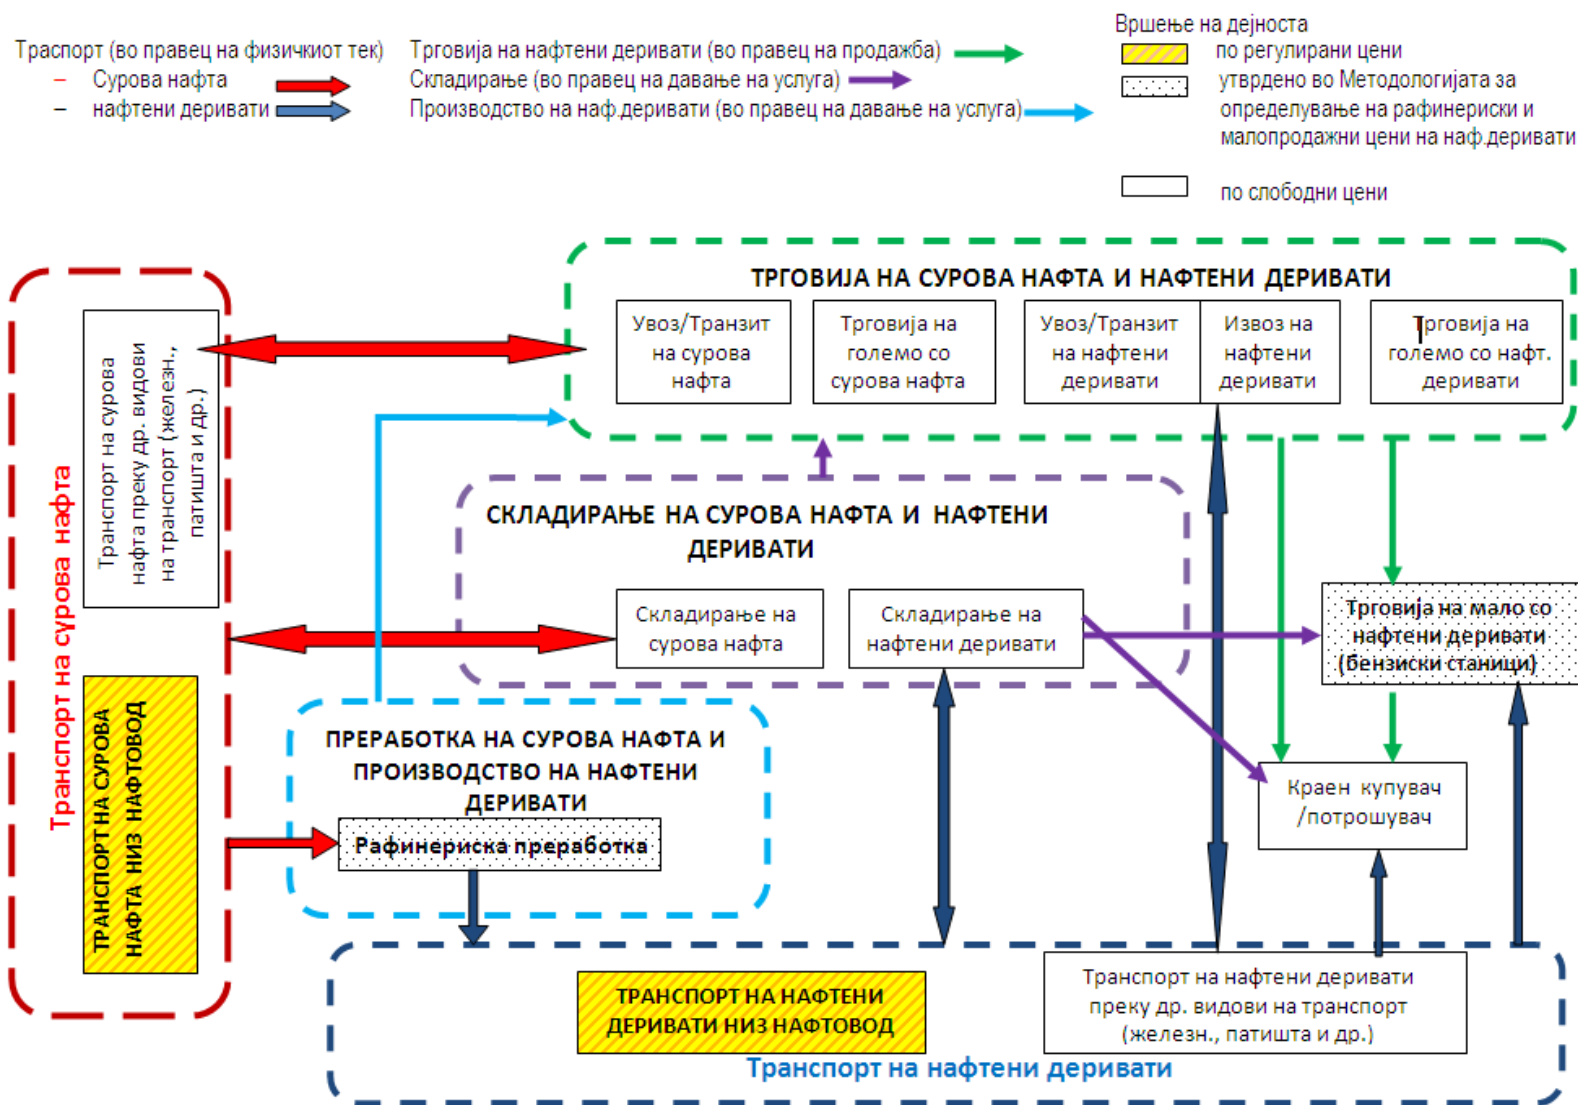 Вршење на дејноста
Траспорт (во правец на физичкиот тек)
– Сурова нафта
– нафтени деривати
Трговија на нафтени деривати (во правец на продажба)
Складирање (во правец на давање на услуга)
Производство на наф.деривати (во правец на давање на услуга)
по регулирани цени
утврдено во Методологијата за
определување на рафинериски и
малопродажни цени на наф.деривати
по слободни цени
ТРГОВИЈА НА СУРОВА НАФТА И НАФТЕНИ ДЕРИВАТИ
Увоз/Транзит
на сурова
нафта
Трговија на
големо со
сурова нафта
Увоз/Транзит
на нафтени
деривати
Извоз на
нафтени
деривати
Трговија на
големо со нафт.
деривати
Транспорт на сурова нафта
Транспорт на сурова
нафта преку др. видови
на транспорт (железн.,
патишта и др.)
ТРАНСПОРТ НА СУРОВА
НАФТА НИЗ НАФТОВОД
СКЛАДИРАЊЕ НА СУРОВА НАФТА И НАФТЕНИ
ДЕРИВАТИ
Складирање на
сурова нафта
Складирање на
нафтени деривати
Трговија на мало со
нафтени деривати
(бензиски станици)
ПРЕРАБОТКА НА СУРОВА НАФТА И
ПРОИЗВОДСТВО НА НАФТЕНИ
ДЕРИВАТИ
Рафинериска преработка
Краен купувач
/потрошувач
ТРАНСПОРТ НА НАФТЕНИ
ДЕРИВАТИ НИЗ НАФТОВОД
Транспорт на нафтени деривати
преку др. видови на транспорт
(железн., патишта и др.)
Транспорт на нафтени деривати